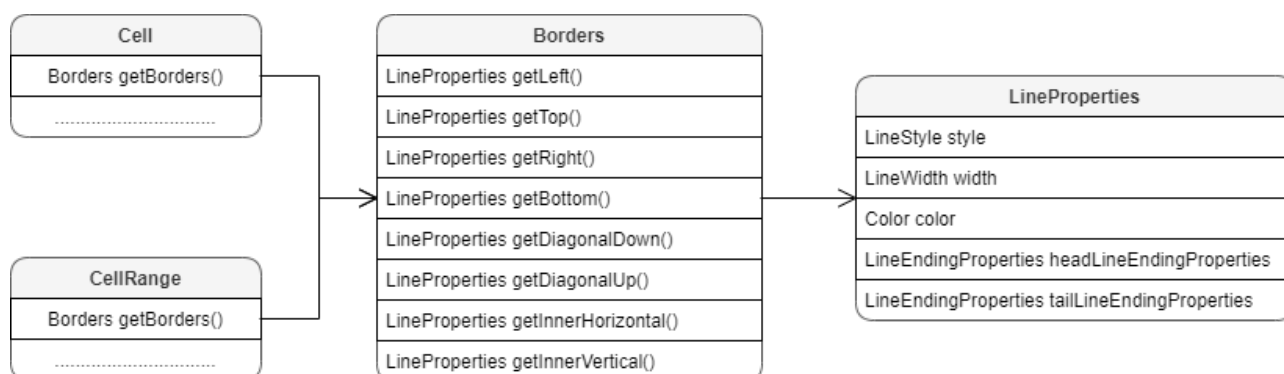 Cell
Borders getBorders()
................................
CellRange
Borders getBorders()
................................
Borders
LineProperties getLeft()
LineProperties getTop()
LineProperties getRight()
LineProperties getBottom()
LineProperties getDiagonalDown()
LineProperties getDiagonalUp()
LineProperties getInnerHorizontal()
LineProperties getInnerVertical()
LineProperties
LineStyle style
LineWidth width
Color color
LineEndingProperties headLineEndingProperties
LineEndingProperties tailLineEndingProperties